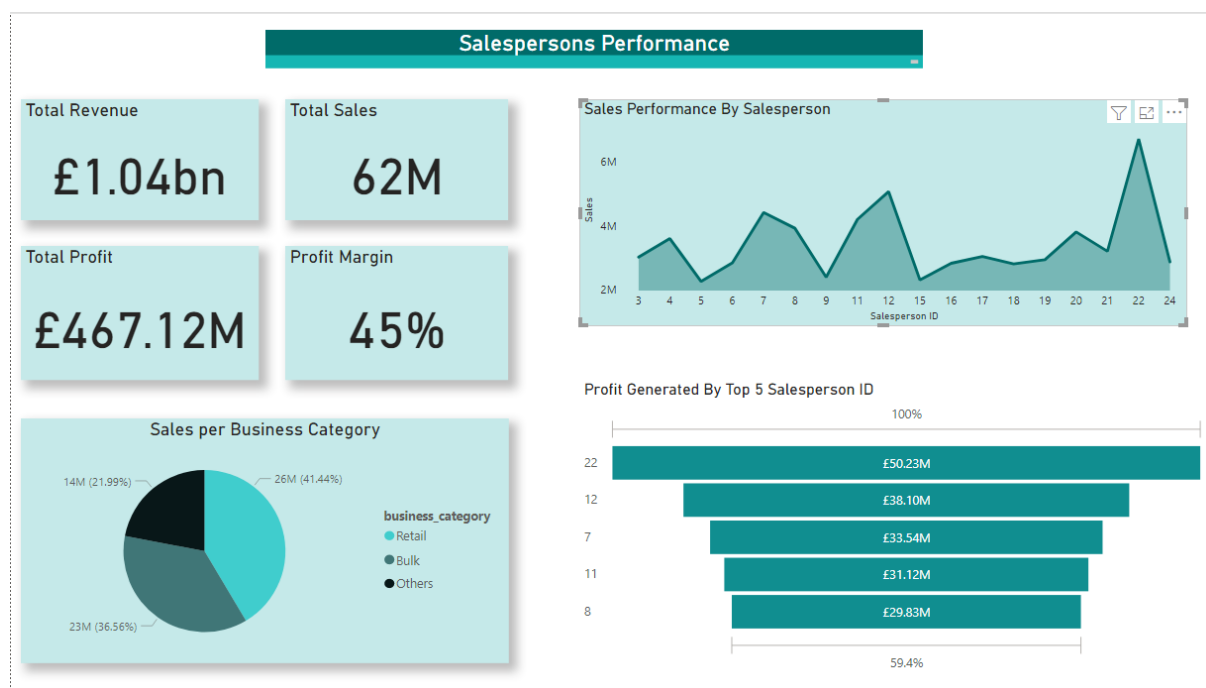 Salespersons Performance
Total Revenue
£1.04bn
Total Sales
62M
Total Profit
£467.12M
Profit Margin
45%
Sales per Business Category
14M (21.99%)
26M (41.44%)
23M (36.56%)
business_category
Retail
Bulk
Others
Sales Performance By Salesperson
Sales
6M
4M
2M
3 4 5 6 7 8 9 11 12 15 16 17 18 19 20 21 22 24
Salesperson ID
Profit Generated By Top 5 Salesperson ID
100%
22 £50.23M
12 £38.10M
7 £33.54M
11 £31.12M
8 £29.83M
59.4%